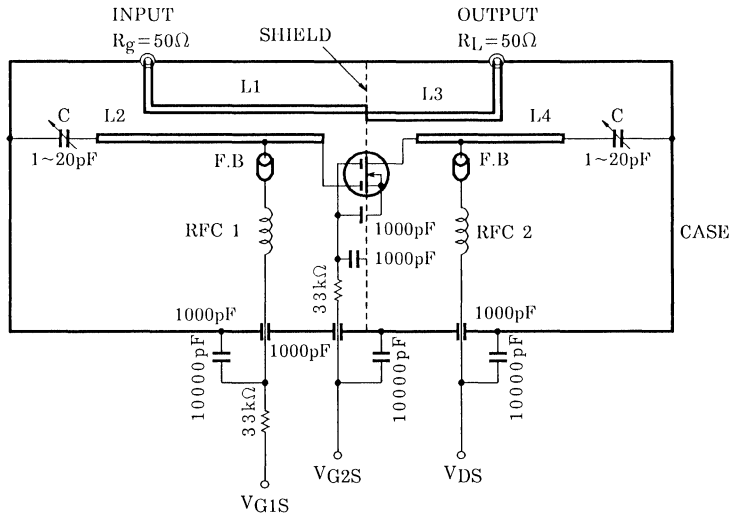 INPUT
Rg=50Ω
OUTPUT
RL=50Ω
SHIELD
L1
L3
C
L2
L4
C
1~20pF
F.B
F.B
1~20pF
RFC 1
1000pF
RFC 2
CASE
1000pF
33kΩ
1000pF
1000pF
1000pF
10000pF
10000pF
10000pF
33kΩ
VG2S
VDS
VG1S